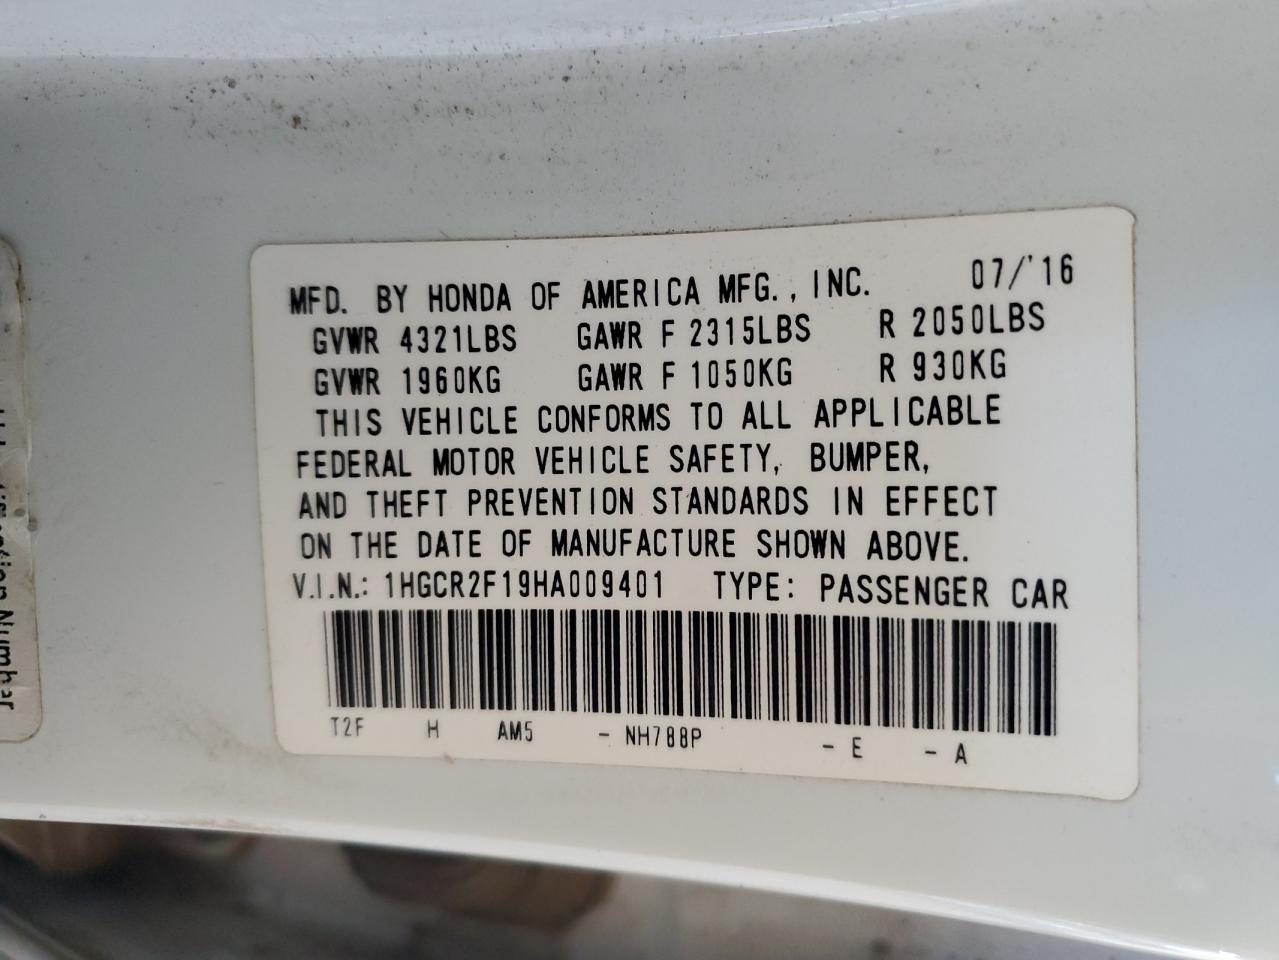 MFD. BY HONDA OF AMERICA MFG., INC. 07/'16
GVWR 4321LBS GAWR F 2315LBS R 2050LBS
GVWR 1960KG GAWR F 1050KG R 930KG
THIS VEHICLE CONFORMS TO ALL APPLICABLE
FEDERAL MOTOR VEHICLE SAFETY, BUMPER,
AND THEFT PREVENTION STANDARDS IN EFFECT
ON THE DATE OF MANUFACTURE SHOWN ABOVE.
V.I.N.: 1HGCR2F19HA009401 TYPE: PASSENGER CAR
T2F H AM5 - NH788P - E - A
Number